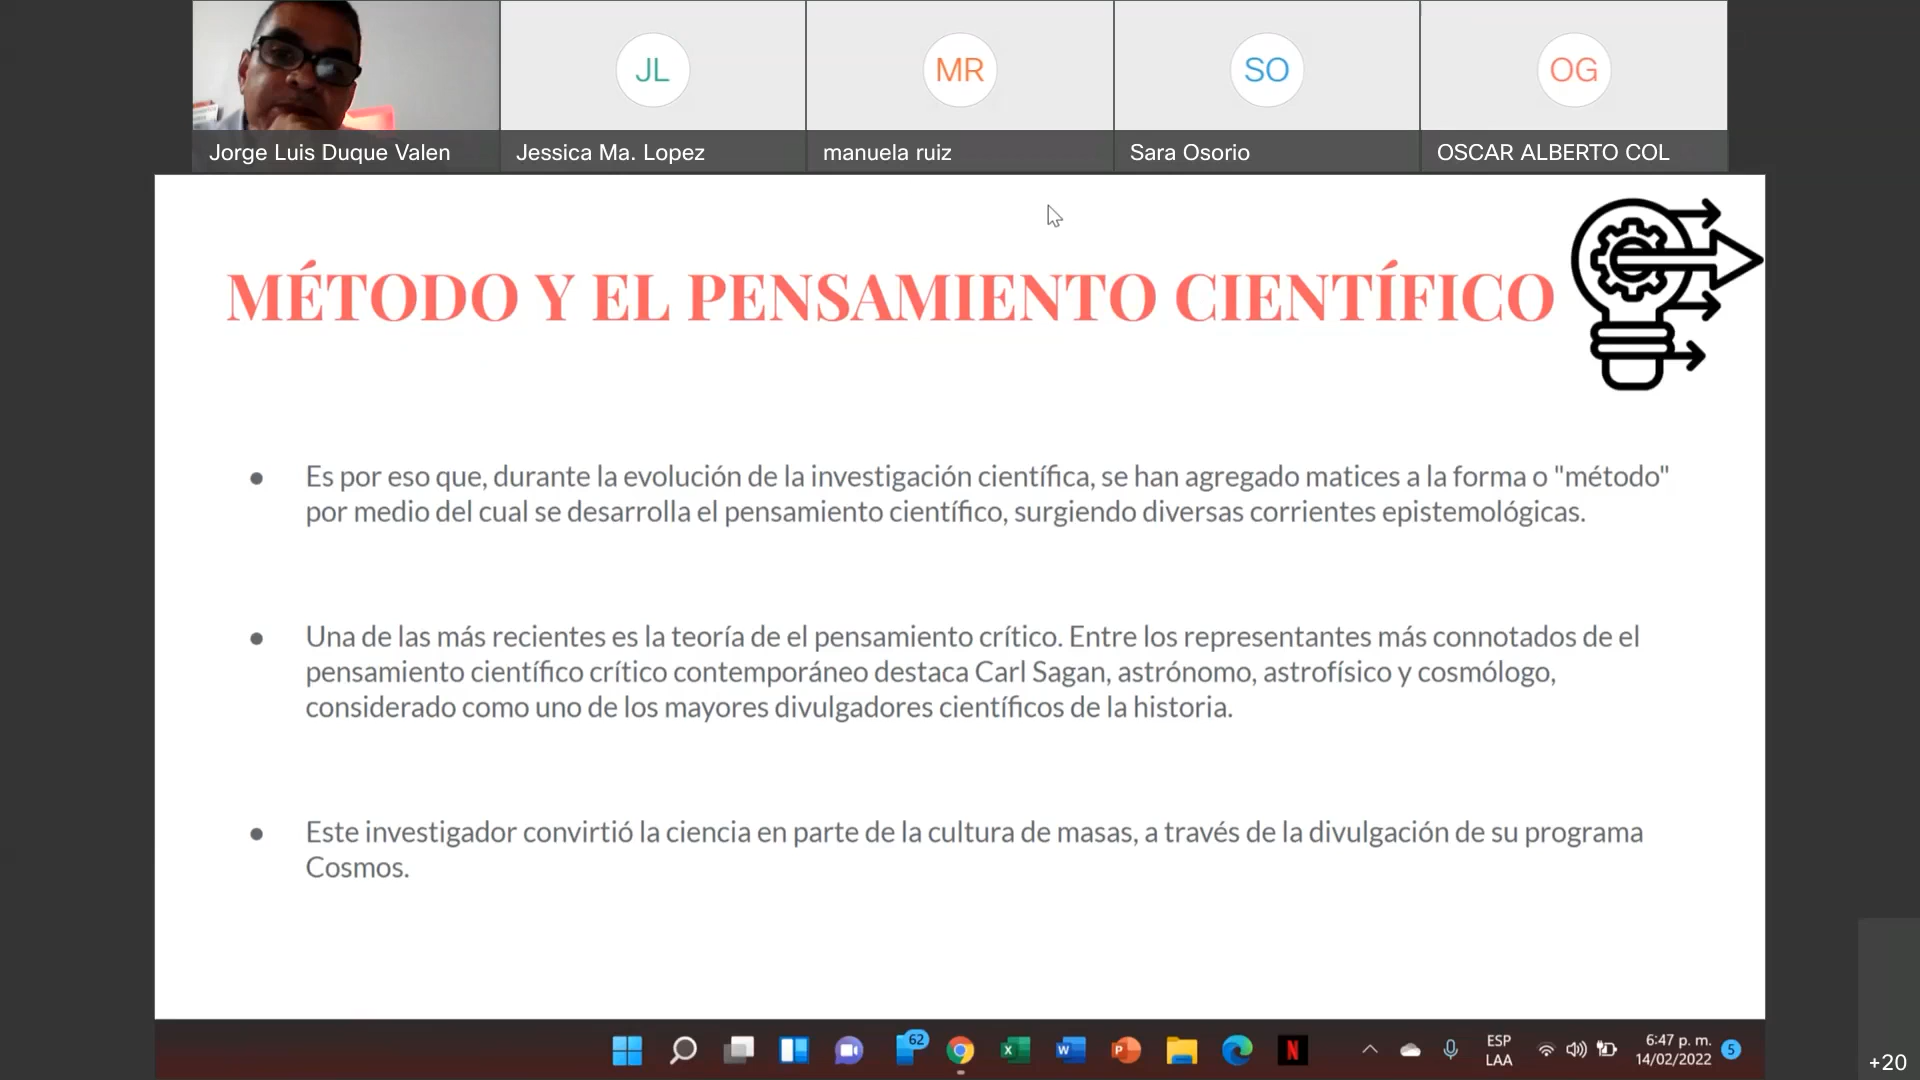 JL
MR
SO
OG
Jorge Luis Duque Valen
Jessica Ma. Lopez
manuela ruiz
Sara Osorio
OSCAR ALBERTO COL
MÉTODO Y EL PENSAMIENTO CIENTÍFICO
● Es por eso que, durante la evolución de la investigación científica, se han agregado matices a la forma o "método"
por medio del cual se desarrolla el pensamiento científico, surgiendo diversas corrientes epistemológicas.
● Una de las más recientes es la teoría de el pensamiento crítico. Entre los representantes más connotados de el
pensamiento científico crítico contemporáneo destaca Carl Sagan, astrónomo, astrofísico y cosmólogo,
considerado como uno de los mayores divulgadores científicos de la historia.
● Este investigador convirtió la ciencia en parte de la cultura de masas, a través de la divulgación de su programa
Cosmos.
62
X
W
P
N
ESP
LAA
6:47 p. m.
14/02/2022
5
+20